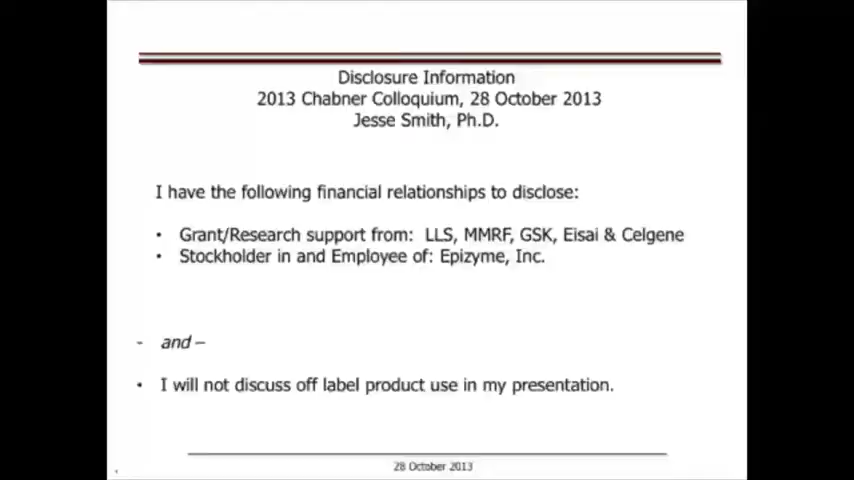 Disclosure Information
2013 Chabner Colloquium, 28 October 2013
Jesse Smith, Ph.D.
I have the following financial relationships to disclose:
• Grant/Research support from: LLS, MMRF, GSK, Eisai & Celgene
• Stockholder in and Employee of: Epizyme, Inc.
- and –
• I will not discuss off label product use in my presentation.
28 October 2013